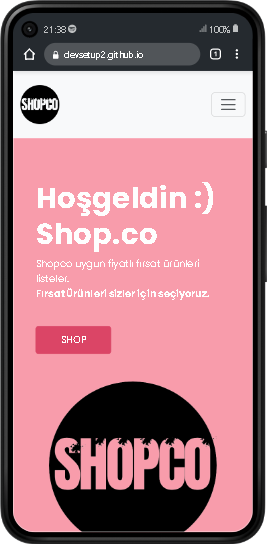 21:38
100%
devsetup2.github.io
1
SHOPCO
Hoşgeldin :)
Shop.co
Shopco uygun fiyatlı fırsat ürünleri
listeler.
Fırsat Ürünleri sizler için seçiyoruz.
SHOP
SHOPCO